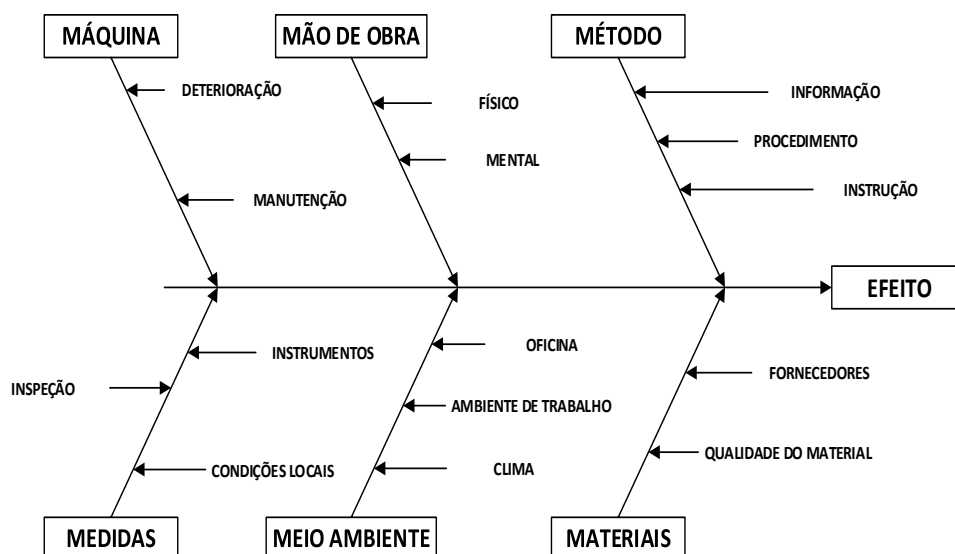 MÁQUINA
MÃO DE OBRA
MÉTODO
DETERIORAÇÃO
FÍSICO
INFORMAÇÃO
PROCEDIMENTO
MENTAL
MANUTENÇÃO
INSTRUÇÃO
EFEITO
INSTRUMENTOS
OFICINA
INSPEÇÃO
FORNECEDORES
AMBIENTE DE TRABALHO
CONDIÇÕES LOCAIS
CLIMA
QUALIDADE DO MATERIAL
MEDIDAS
MEIO AMBIENTE
MATERIAIS